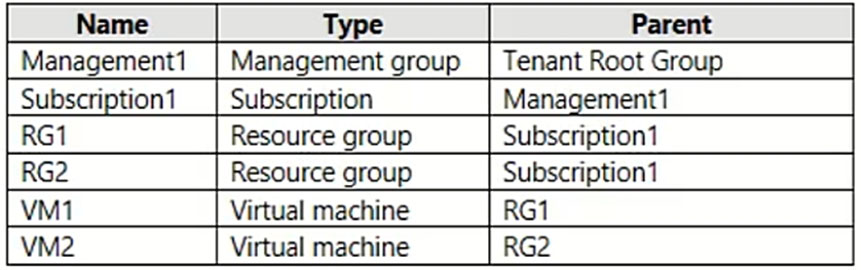 Name Type Parent
Management1 Management group Tenant Root Group
Subscription1 Subscription Management1
RG1 Resource group Subscription1
RG2 Resource group Subscription1
VM1 Virtual machine RG1
VM2 Virtual machine RG2